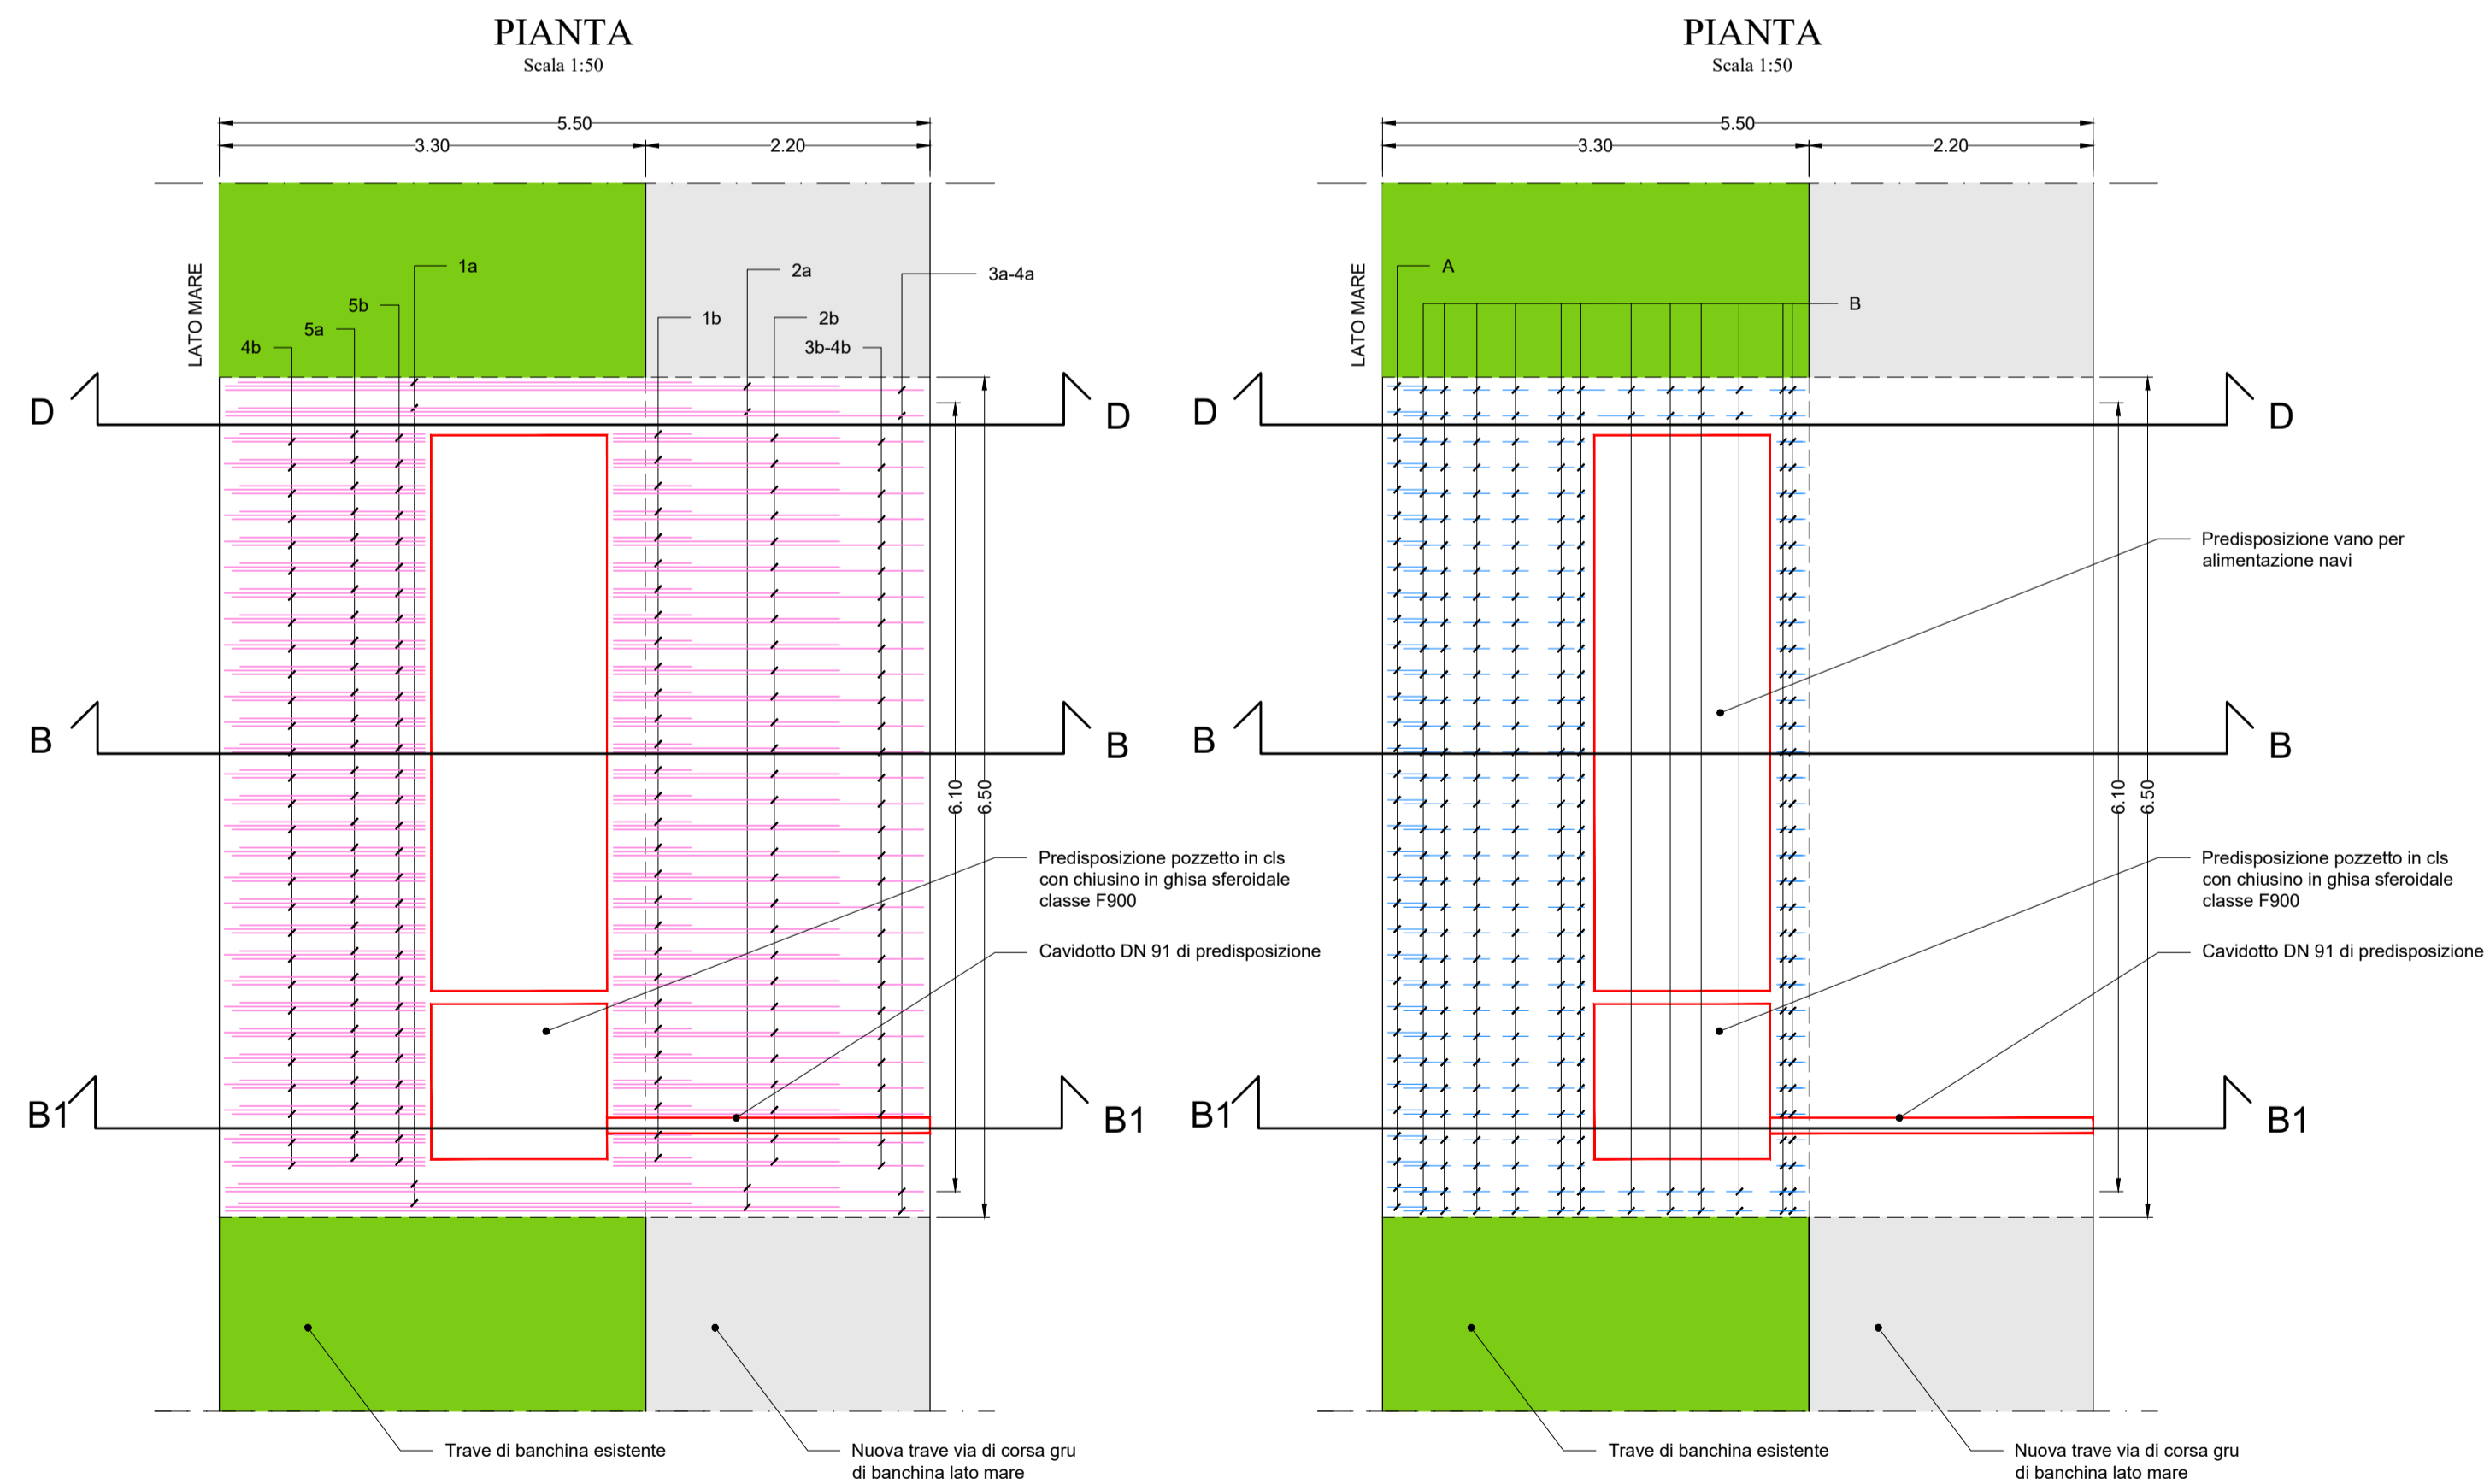 PIANTA
Scala 1:50
5.50
3.30
2.20
LATO MARE
1a
2a
3a-4a
5b
1b
2b
5a
4b
3b-4b
D
D
B
B
6.10
6.50
Predisposizione pozzetto in cls
con chiusino in ghisa sferoidale
classe F900
Cavidotto DN 91 di predisposizione
B1
B1
Trave di banchina esistente
Nuova trave via di corsa gru
di banchina lato mare
PIANTA
Scala 1:50
5.50
3.30
2.20
LATO MARE
A
B
D
D
Predisposizione vano per
alimentazione navi
B
B
6.10
6.50
Predisposizione pozzetto in cls
con chiusino in ghisa sferoidale
classe F900
Cavidotto DN 91 di predisposizione
B1
B1
Trave di banchina esistente
Nuova trave via di corsa gru
di banchina lato mare